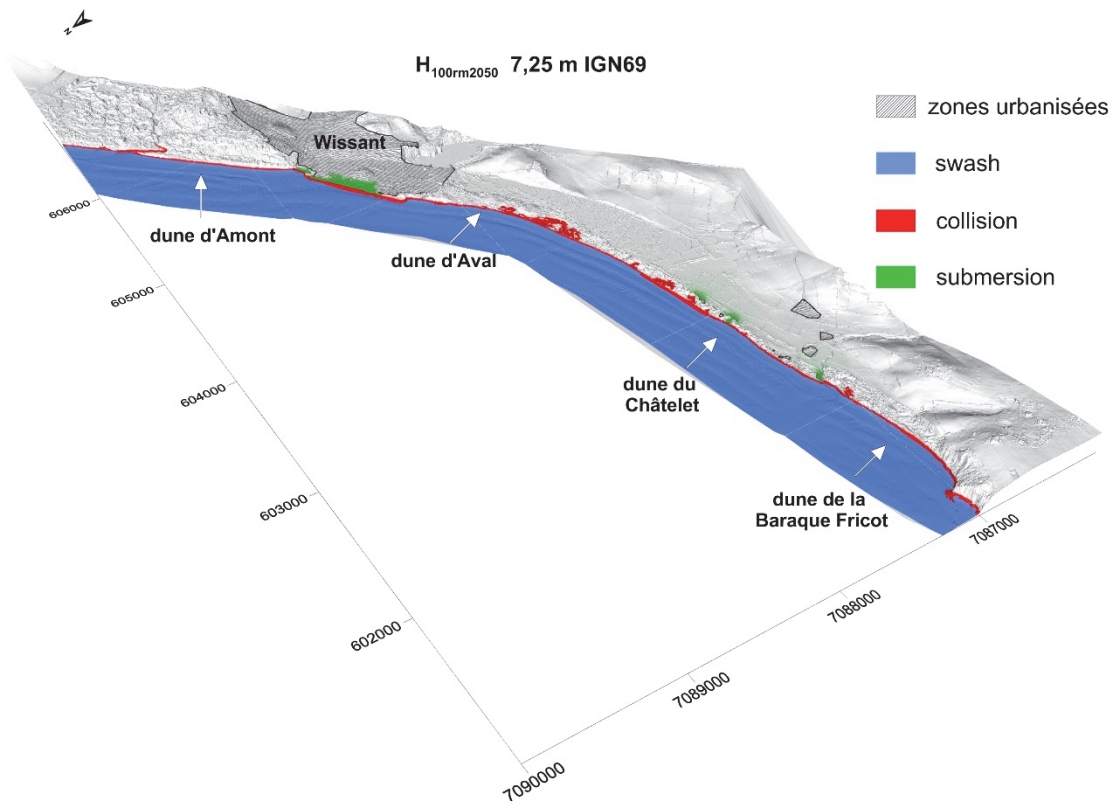 N
H100rm2050 7,25 m IGN69
zones urbanisées
Wissant
swash
collision
submersion
dune d'Amont
dune d'Aval
dune du
Châtelet
dune de la
Baraque Fricot
606000
605000
604000
603000
602000
7087000
7088000
7089000
7090000